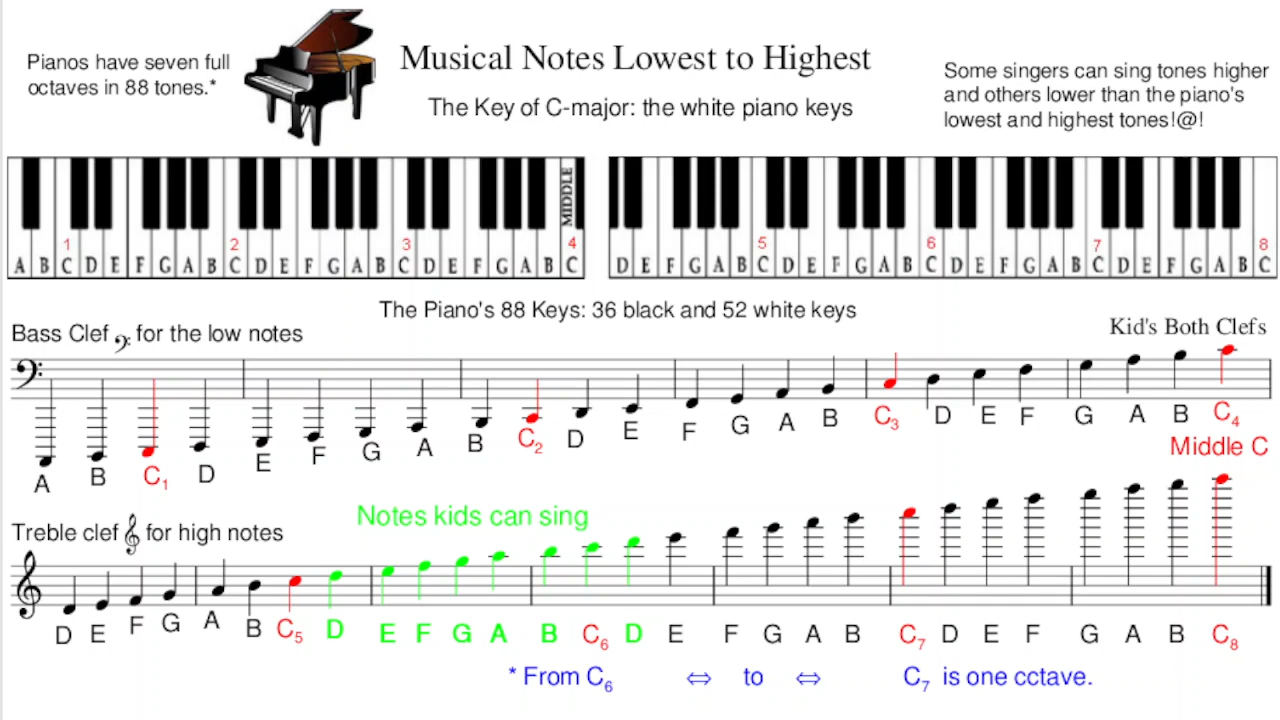 Pianos have seven full
octaves in 88 tones.*
Musical Notes Lowest to Highest
The Key of C-major: the white piano keys
Some singers can sing tones higher
and others lower than the piano's
lowest and highest tones!@!
MIDDLE
1 2 3 4 5 6 7 8
A B C D E F G A B C D E F G A B C D E F G A B C
D E F G A B C D E F G A B C D E F G A B C D E F G A B C
The Piano's 88 Keys: 36 black and 52 white keys
Bass Clef 𝄢 for the low notes
Kid's Both Clefs
A B C₁ D E F G A B C₂ D E F G A B C₃ D E F G A B C₄
Middle C
Notes kids can sing
Treble clef 𝄞 for high notes
D E F G A B C₅ D E F G A B C₆ D E F G A B C₇ D E F G A B C₈
* From C₆ ⇔ to ⇔ C₇ is one cctave.